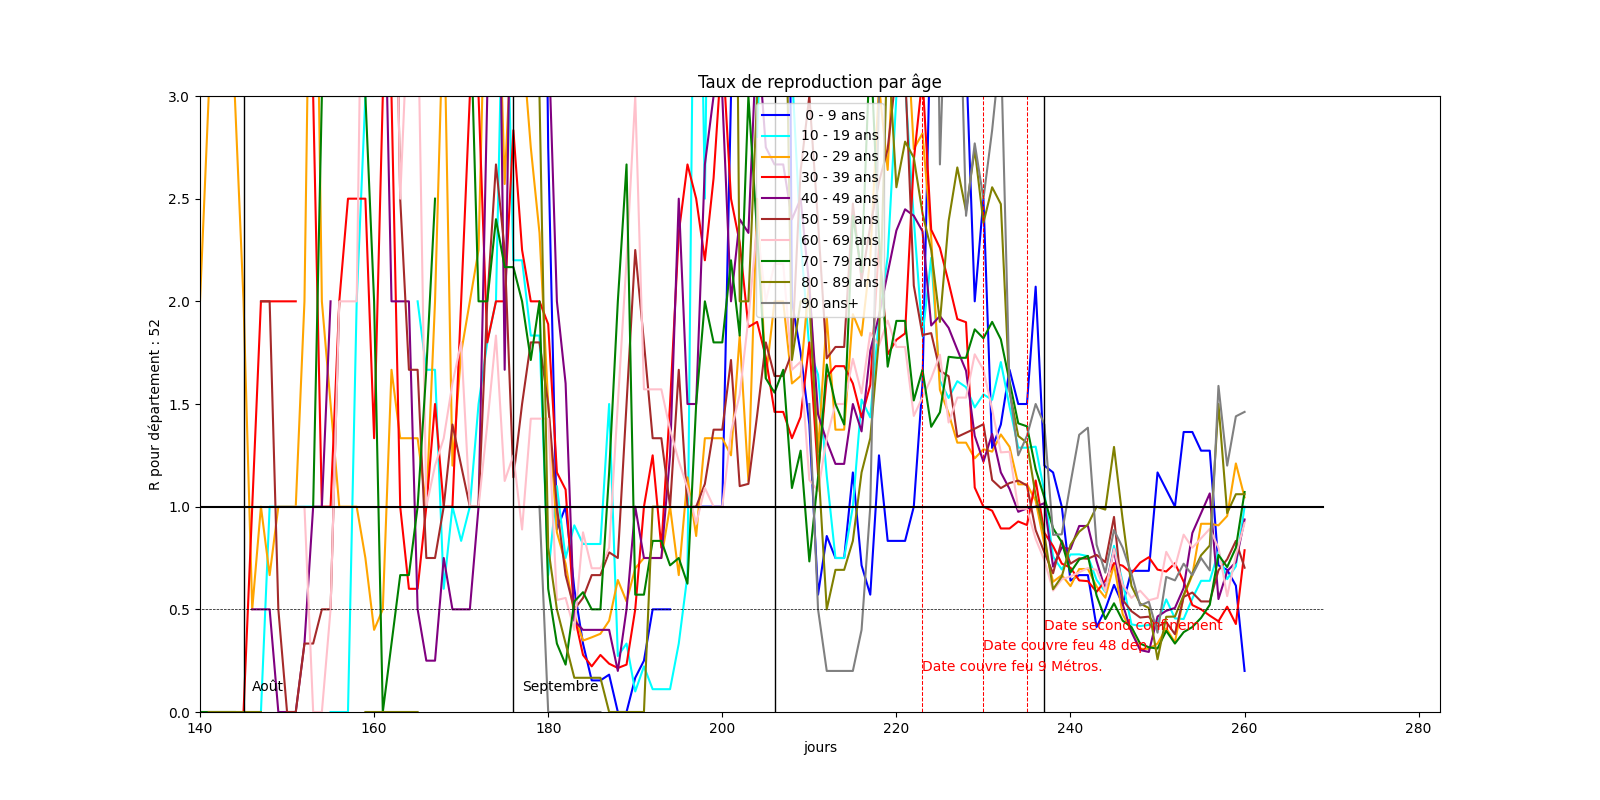 Taux de reproduction par âge
R pour département : 52
3.0
2.5
2.0
1.5
1.0
0.5
0.0
0 - 9 ans
10 - 19 ans
20 - 29 ans
30 - 39 ans
40 - 49 ans
50 - 59 ans
60 - 69 ans
70 - 79 ans
80 - 89 ans
90 ans+
Date second confinement
Date couvre feu 48 dep.
Date couvre feu 9 Métros.
Août
Septembre
140
160
180
200
220
240
260
280
jours